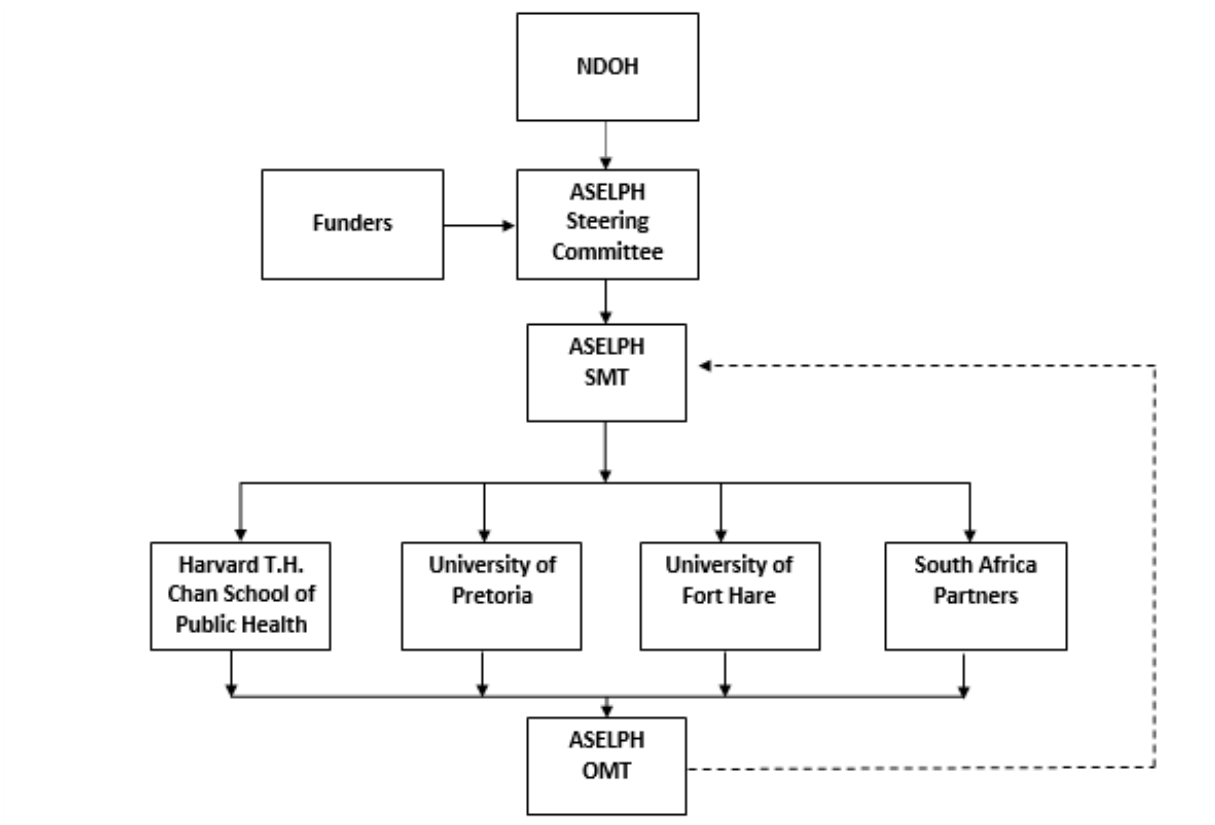 NDOH
Funders
ASELPH
Steering
Committee
ASELPH
SMT
Harvard T.H.
Chan School of
Public Health
University of
Pretoria
University of
Fort Hare
South Africa
Partners
ASELPH
OMT